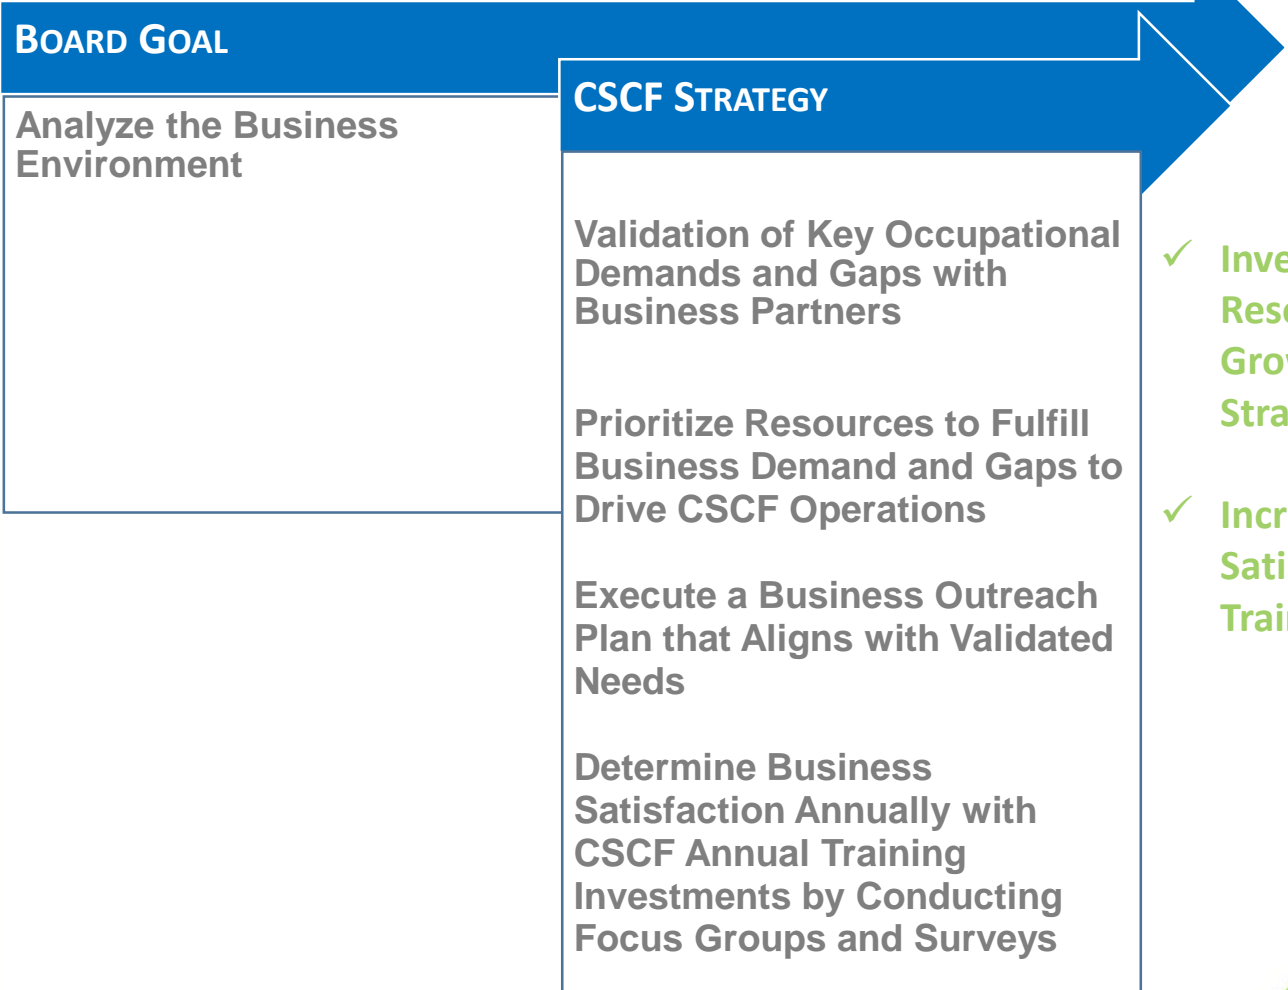 BOARD GOAL
Analyze the Business
Environment
CSCF STRATEGY
Validation of Key Occupational
Demands and Gaps with
Business Partners
Prioritize Resources to Fulfill
Business Demand and Gaps to
Drive CSCF Operations
Execute a Business Outreach
Plan that Aligns with Validated
Needs
Determine Business
Satisfaction Annually with
CSCF Annual Training
Investments by Conducting
Focus Groups and Surveys